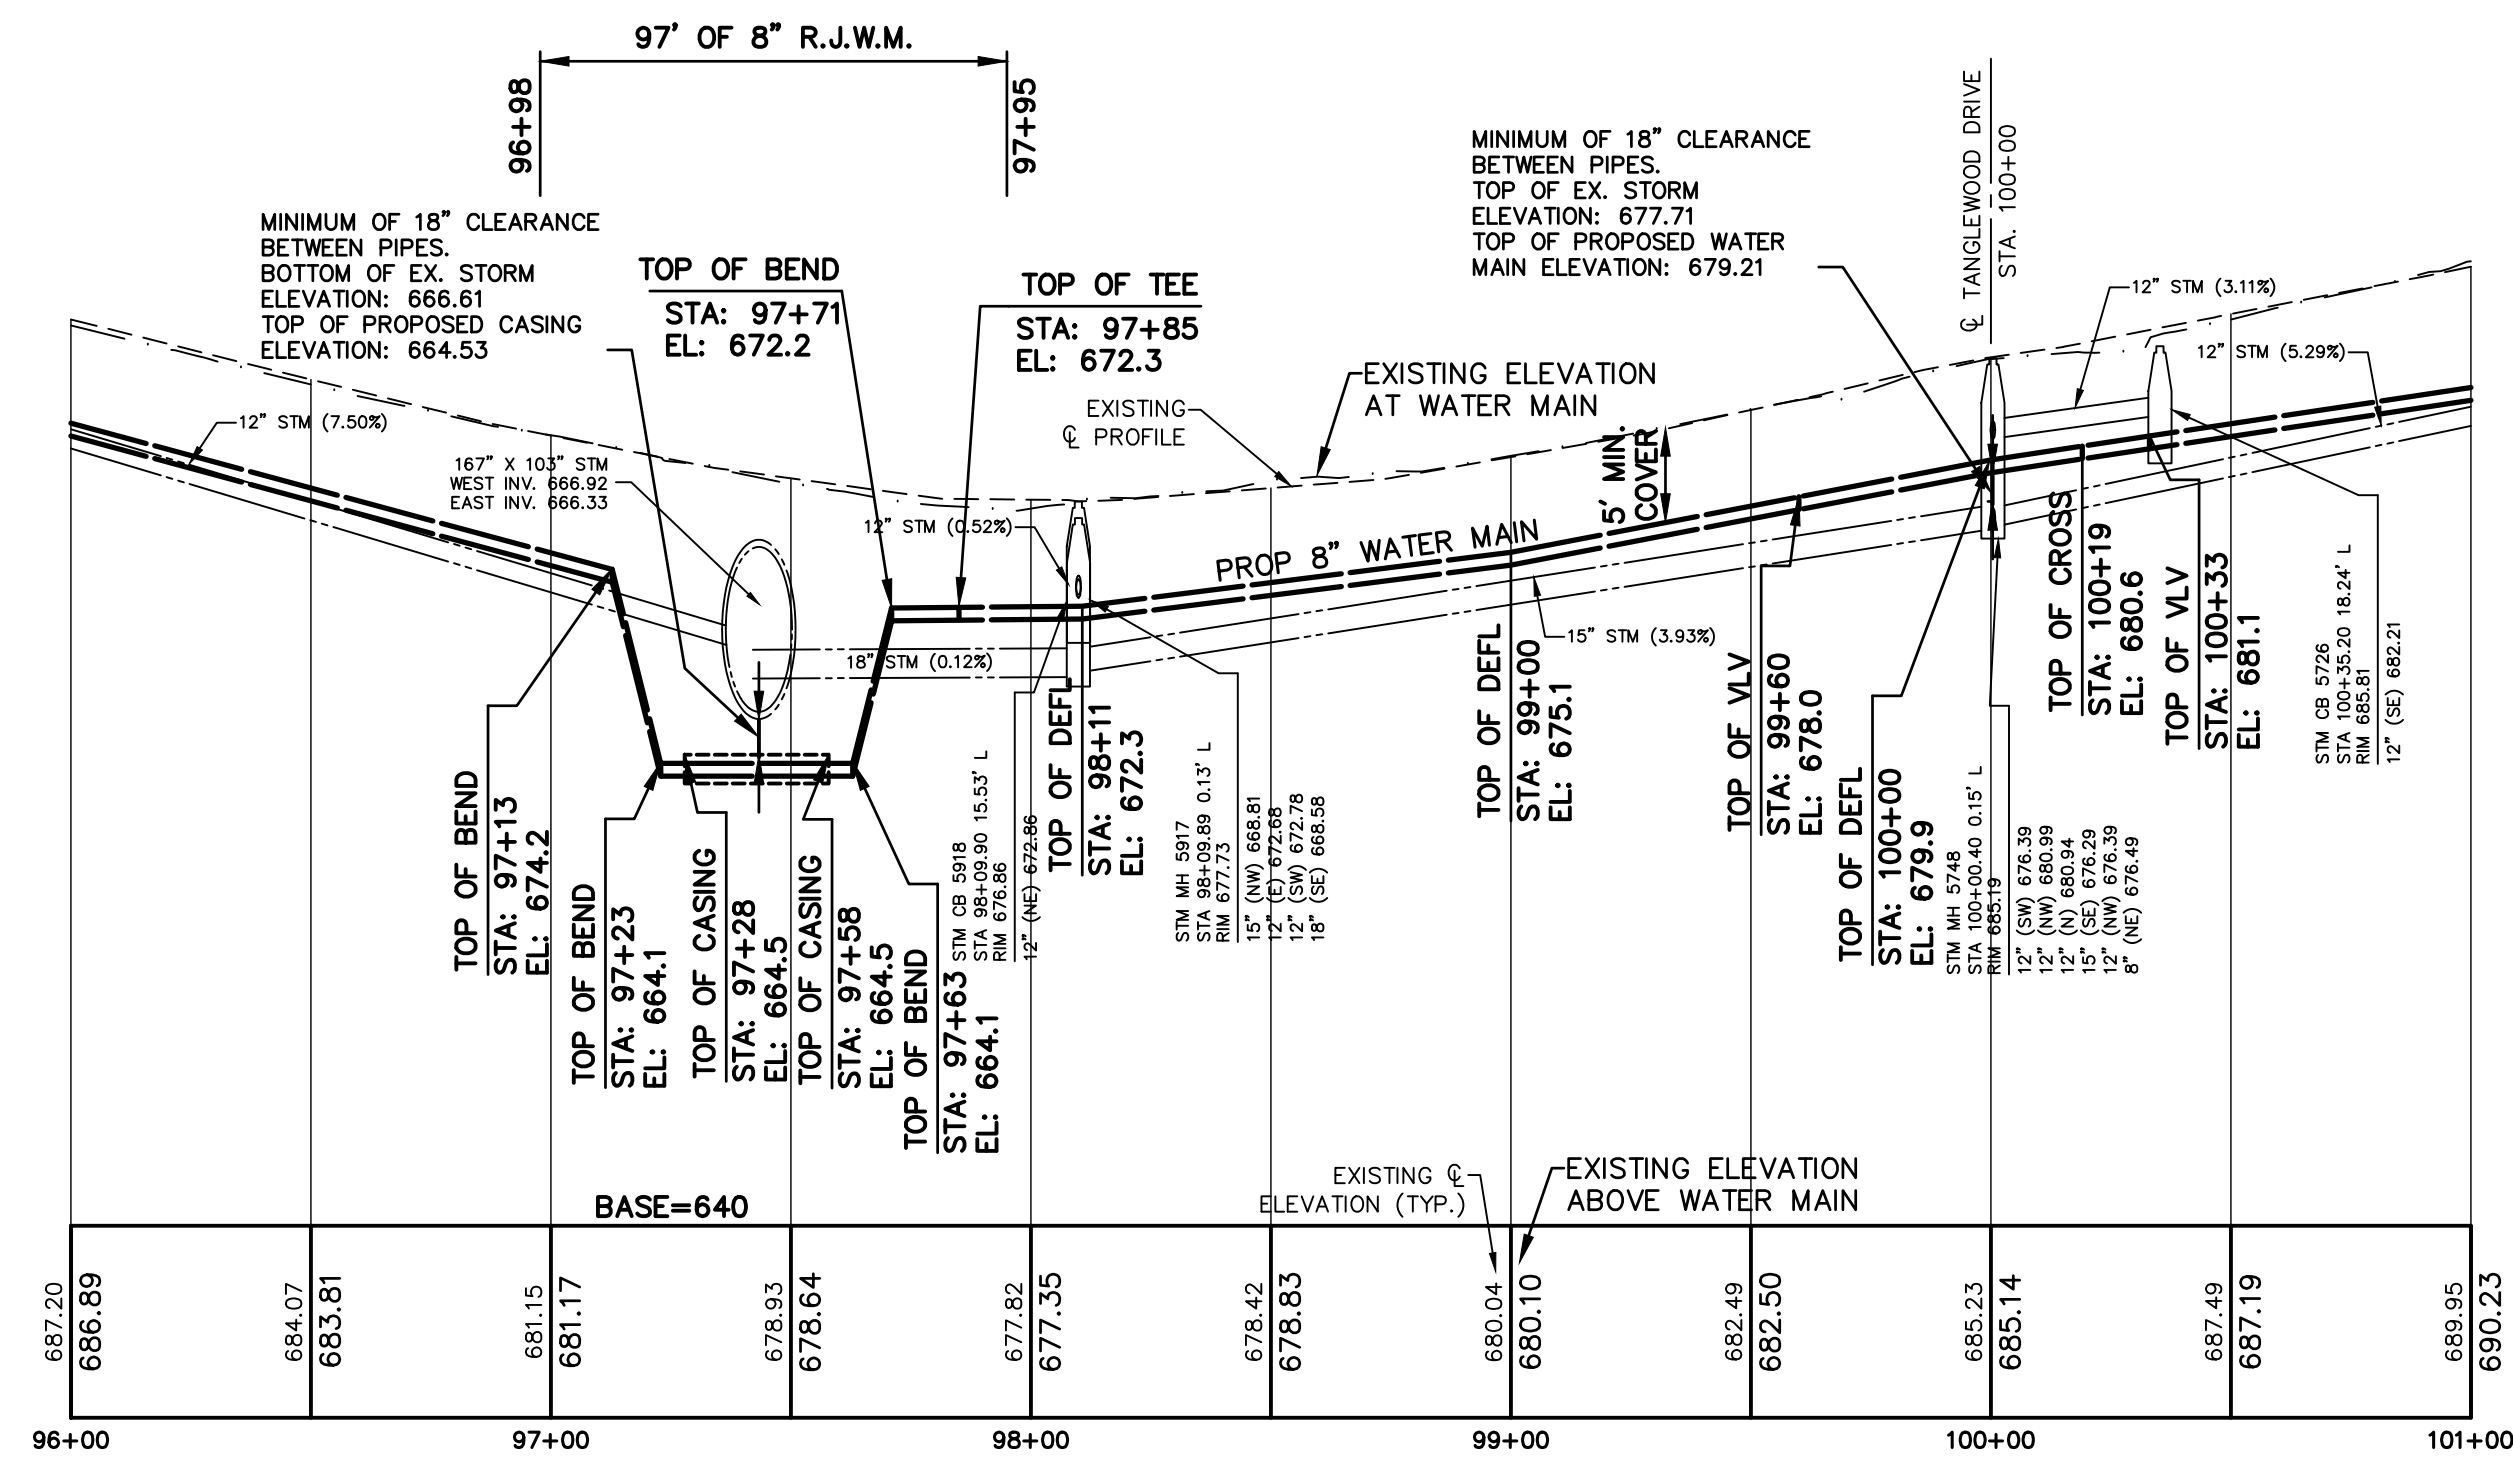 97' OF 8" R.J.W.M.
96+98
97+95
MINIMUM OF 18" CLEARANCE
BETWEEN PIPES.
BOTTOM OF EX. STORM
ELEVATION: 666.61
TOP OF PROPOSED CASING
ELEVATION: 664.53
TOP OF BEND
STA: 97+71
EL: 672.2
TOP OF TEE
STA: 97+85
EL: 672.3
MINIMUM OF 18" CLEARANCE
BETWEEN PIPES.
TOP OF EX. STORM
ELEVATION: 677.71
TOP OF PROPOSED WATER
MAIN ELEVATION: 679.21
℄ TANGLEWOOD DRIVE
STA. 100+00
12" STM (3.11%)
12" STM (5.29%)
EXISTING ELEVATION
AT WATER MAIN
EXISTING
℄ PROFILE
12" STM (7.50%)
167" X 103" STM
WEST INV. 666.92
EAST INV. 666.33
12" STM (0.52%)
5' MIN.
COVER
PROP 8" WATER MAIN
18" STM (0.12%)
15" STM (3.93%)
TOP OF BEND
STA: 97+13
EL: 674.2
TOP OF BEND
STA: 97+23
EL: 664.1
TOP OF CASING
STA: 97+28
EL: 664.5
TOP OF CASING
STA: 97+58
EL: 664.5
TOP OF BEND
STA: 97+63
EL: 664.1
STM CB 5918
STA 98+09.90 15.53' L
RIM 676.86
12" (NE) 672.86
TOP OF DEFL
STA: 98+11
EL: 672.3
STM MH 5917
STA 98+09.89 0.13' L
RIM 677.73
15" (NW) 668.81
12" (E) 672.68
12" (SW) 672.78
18" (SE) 668.58
TOP OF DEFL
STA: 99+00
EL: 675.1
TOP OF VLV
STA: 99+60
EL: 678.0
TOP OF DEFL
STA: 100+00
EL: 679.9
STM MH 5748
STA 100+00.40 0.15' L
RIM 685.19
12" (SW) 676.39
12" (NW) 680.99
12" (N) 680.94
15" (SE) 676.29
12" (NW) 676.39
8" (NE) 676.49
TOP OF CROSS
STA: 100+19
EL: 680.6
TOP OF VLV
STA: 100+33
EL: 681.1
STM CB 5726
STA 100+35.20 18.24' L
RIM 685.81
12" (SE) 682.21
BASE=640
EXISTING ℄
ELEVATION (TYP.)
EXISTING ELEVATION
ABOVE WATER MAIN
687.20
686.89
684.07
683.81
681.15
681.17
678.93
678.64
677.82
677.35
678.42
678.83
680.04
680.10
682.49
682.50
685.23
685.14
687.49
687.19
689.95
690.23
96+00
97+00
98+00
99+00
100+00
101+00